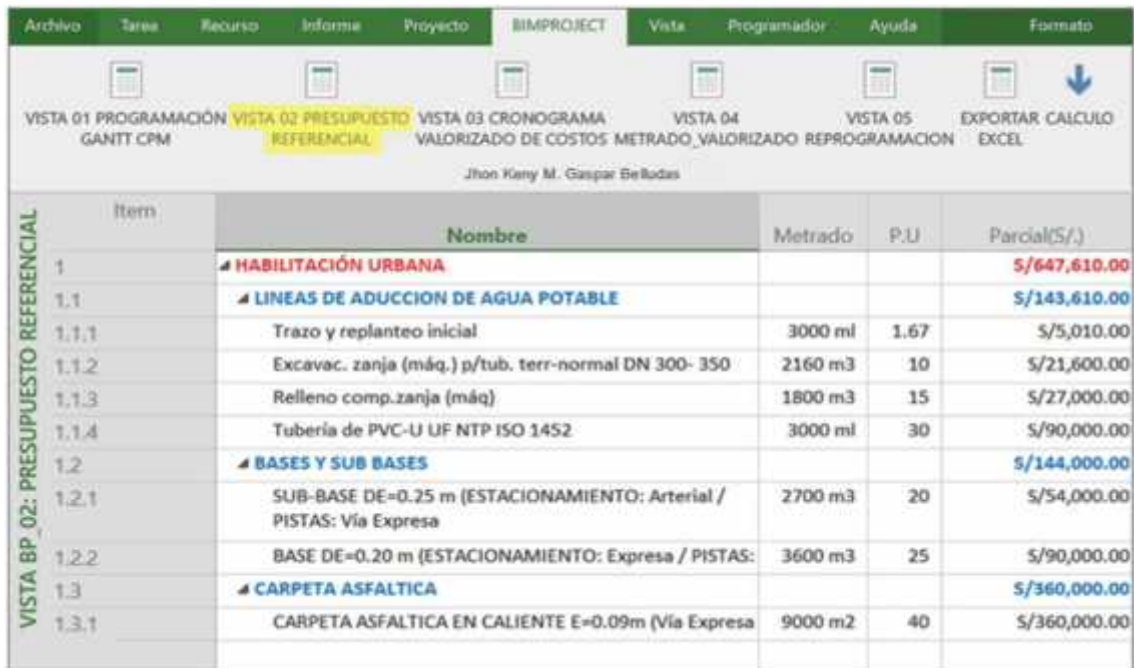 Archivo Tarea Recurso Informe Proyecto BIMPROJECT Vista Programador Ayuda Formato
VISTA 01 PROGRAMACIÓN VISTA 02 PRESUPUESTO VISTA 03 CRONOGRAMA VISTA 04 VISTA 05 EXPORTAR CALCULO
GANTT CPM REFERENCIAL VALORIZADO DE COSTOS METRADO_VALORIZADO REPROGRAMACION EXCEL
Jhon Keny M. Gaspar Belludas
VISTA BP_02: PRESUPUESTO REFERENCIAL
Item Nombre Metrado P.U Parcial(S/.)
1 HABILITACIÓN URBANA S/647,610.00
1.1 LINEAS DE ADUCCION DE AGUA POTABLE S/143,610.00
1.1.1 Trazo y replanteo inicial 3000 ml 1.67 S/5,010.00
1.1.2 Excavac. zanja (máq.) p/tub. terr-normal DN 300- 350 2160 m3 10 S/21,600.00
1.1.3 Relleno comp.zanja (máq) 1800 m3 15 S/27,000.00
1.1.4 Tubería de PVC-U UF NTP ISO 1452 3000 ml 30 S/90,000.00
1.2 BASES Y SUB BASES S/144,000.00
1.2.1 SUB-BASE DE=0.25 m (ESTACIONAMIENTO: Arterial / 2700 m3 20 S/54,000.00
PISTAS: Vía Expresa
1.2.2 BASE DE=0.20 m (ESTACIONAMIENTO: Expresa / PISTAS: 3600 m3 25 S/90,000.00
1.3 CARPETA ASFALTICA S/360,000.00
1.3.1 CARPETA ASFALTICA EN CALIENTE E=0.09m (Vía Expresa 9000 m2 40 S/360,000.00